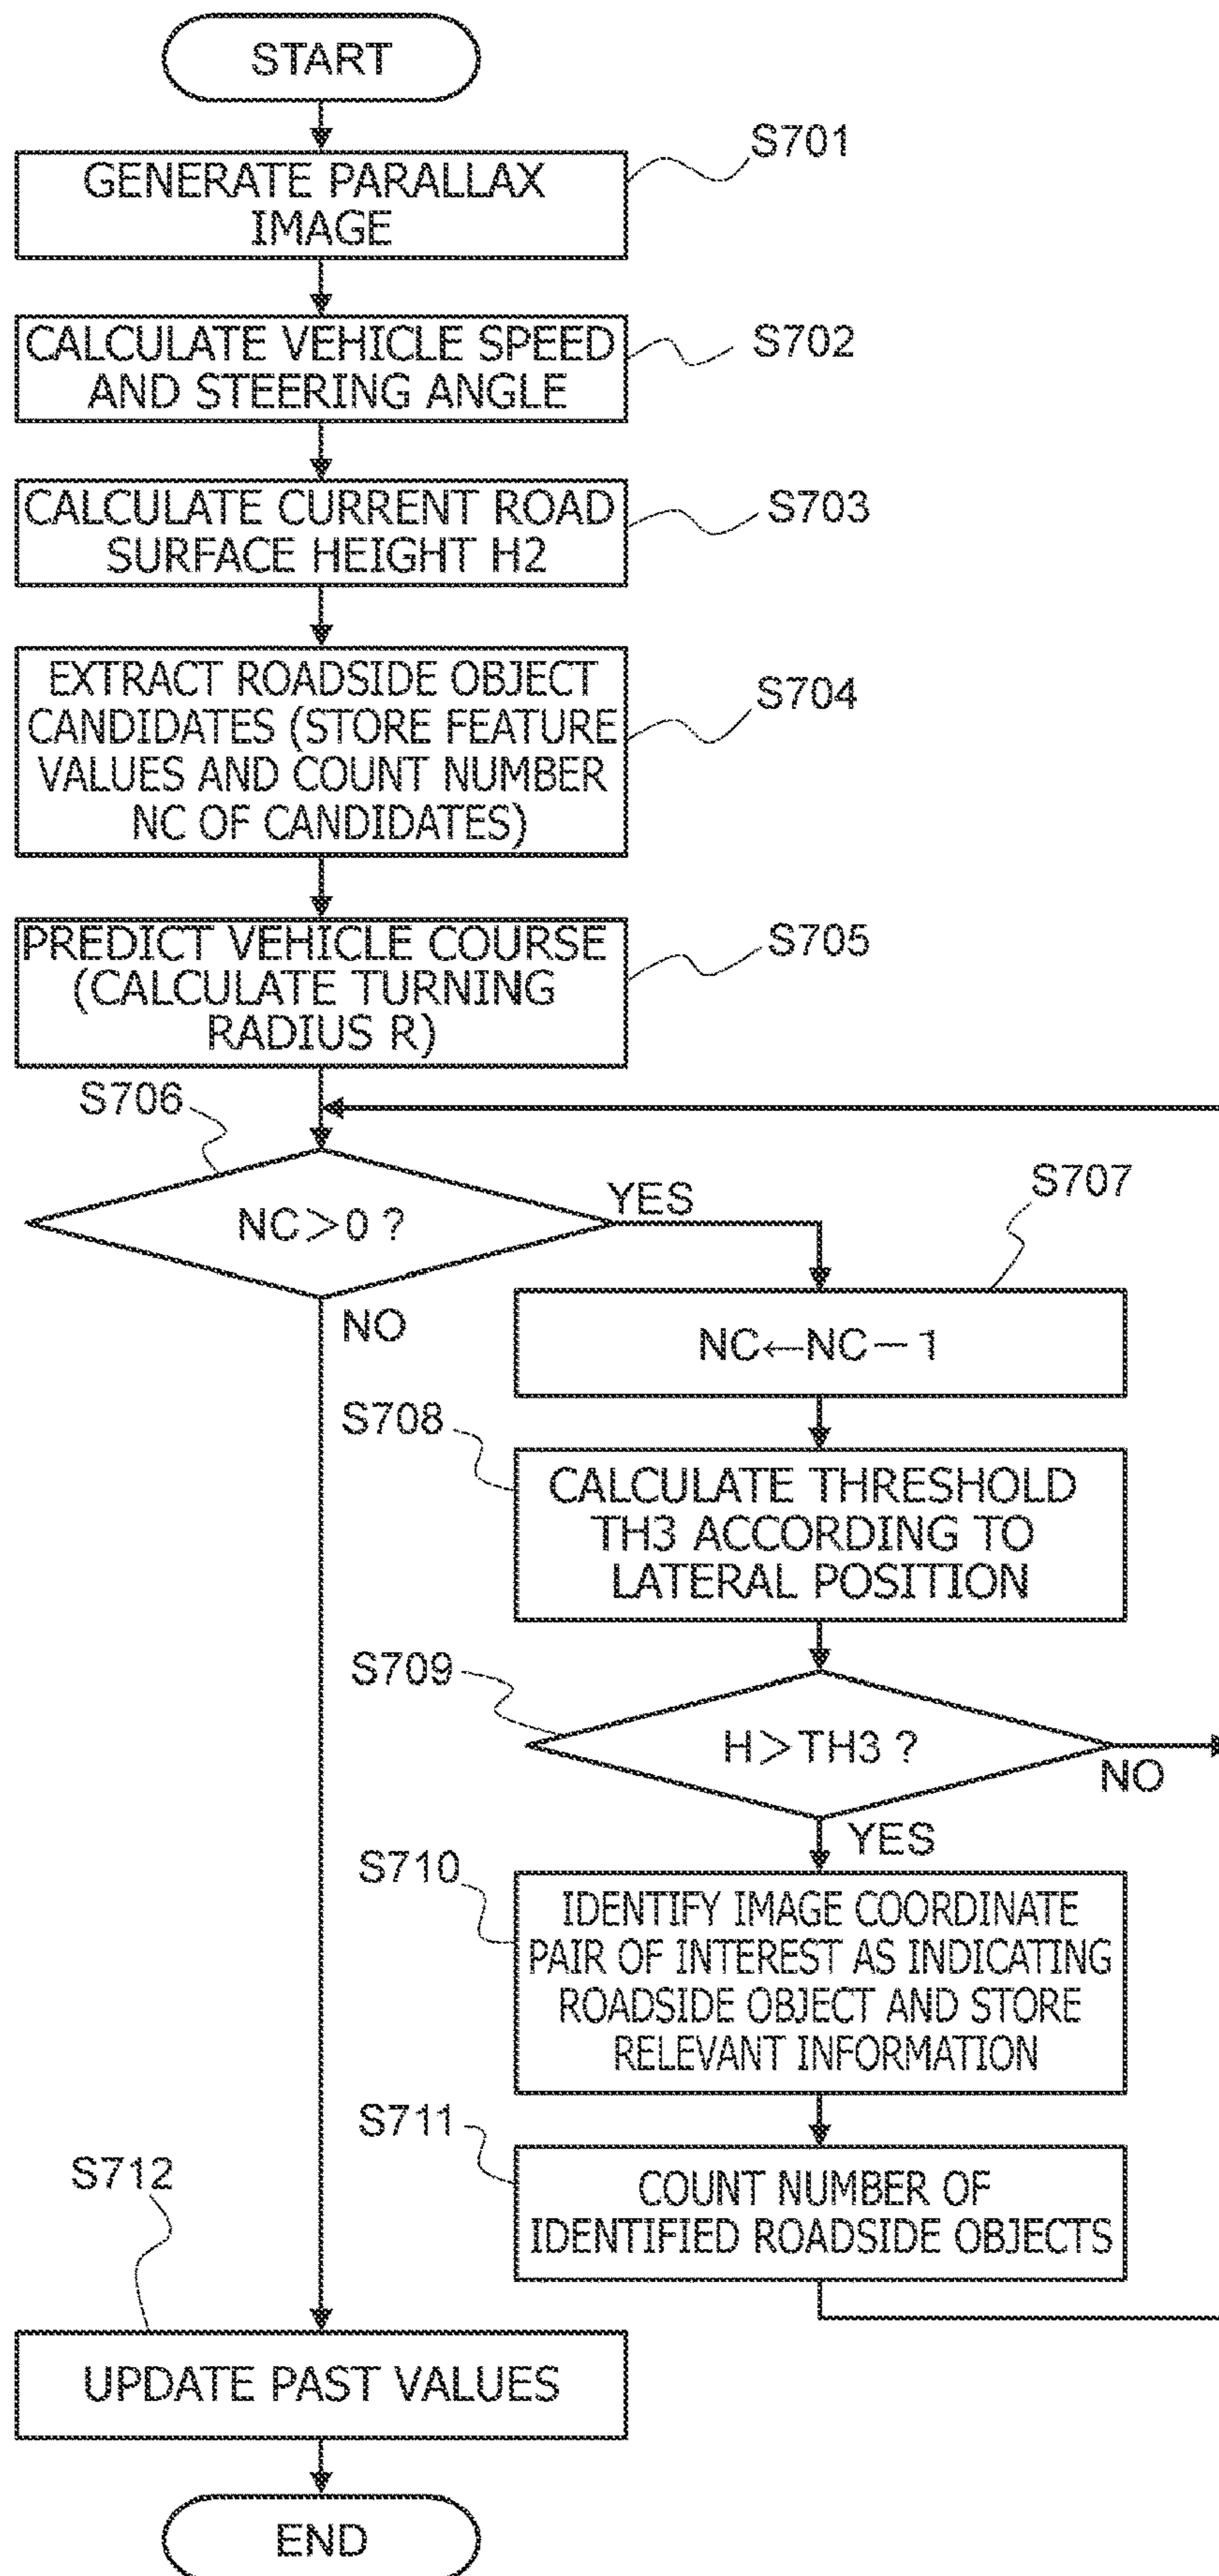 START
S701
GENERATE PARALLAX
IMAGE
S702
CALCULATE VEHICLE SPEED
AND STEERING ANGLE
S703
CALCULATE CURRENT ROAD
SURFACE HEIGHT H2
S704
EXTRACT ROADSIDE OBJECT
CANDIDATES (STORE FEATURE
VALUES AND COUNT NUMBER
NC OF CANDIDATES)
S705
PREDICT VEHICLE COURSE
(CALCULATE TURNING
RADIUS R)
S706
NC>0 ?
YES
NO
S707
NC←NC－1
S708
CALCULATE THRESHOLD
TH3 ACCORDING TO
LATERAL POSITION
S709
H>TH3 ?
NO
YES
S710
IDENTIFY IMAGE COORDINATE
PAIR OF INTEREST AS INDICATING
ROADSIDE OBJECT AND STORE
RELEVANT INFORMATION
S711
COUNT NUMBER OF
IDENTIFIED ROADSIDE OBJECTS
S712
UPDATE PAST VALUES
END